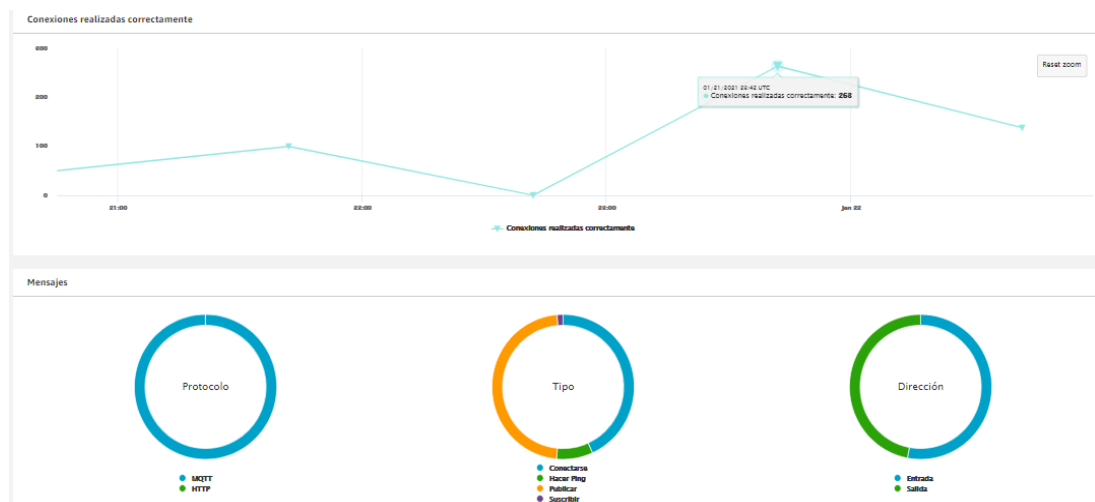 Conexiones realizadas correctamente
300
Reset zoom
01/21/2021 23:42 UTC
Conexiones realizadas correctamente: 268
200
100
0
21:00 22:00 23:00 Jan 22
Conexiones realizadas correctamente
Mensajes
Protocolo Tipo Dirección
MQTT
HTTP
Conectarse
Hacer Ping
Publicar
Suscribir
Entrada
Salida